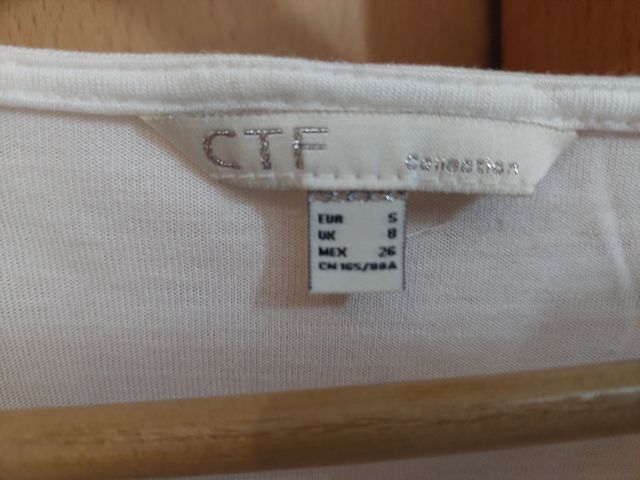 CTF
Collection
EUR S
UK 8
MEX 26
CN 165/88A